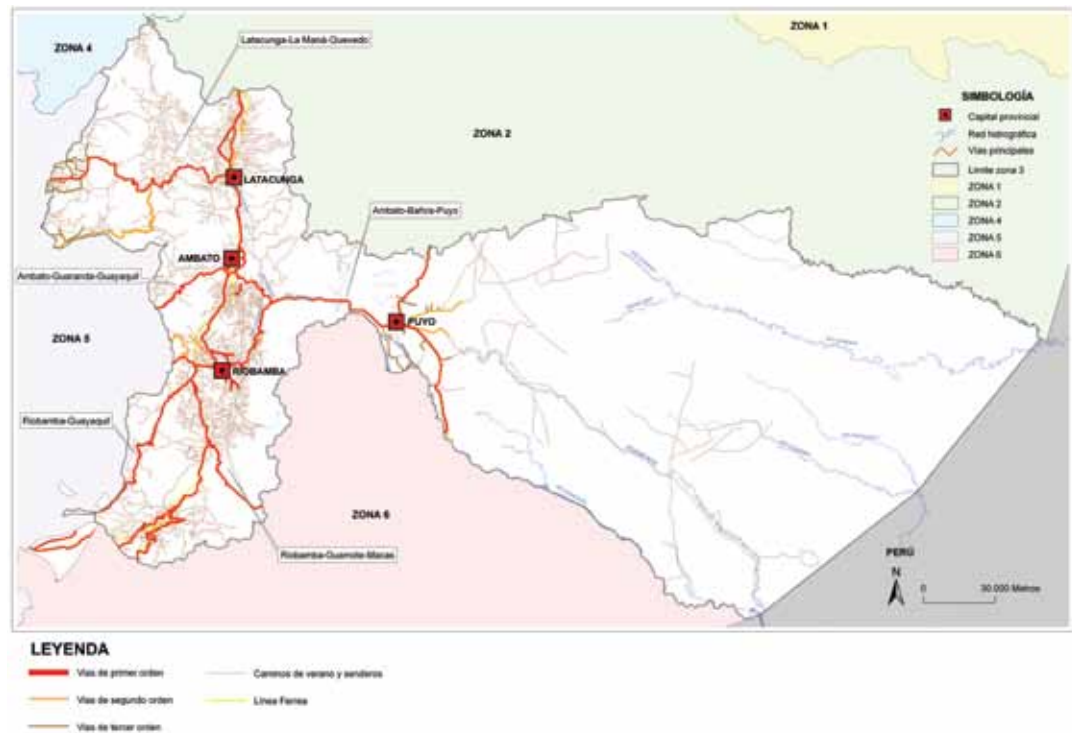 ZONA 4
ZONA 1
Latacunga-La Maná-Quevedo
SIMBOLOGÍA
Capital provincial
Red hidrográfica
Vías principales
Límite zona 3
ZONA 1
ZONA 2
ZONA 4
ZONA 5
ZONA 6
ZONA 2
LATACUNGA
Ambato-Baños-Puyo
AMBATO
Ambato-Guaranda-Guayaquil
PUYO
ZONA 5
RIOBAMBA
Riobamba-Guayaquil
ZONA 6
Riobamba-Guamote-Macas
PERÚ
N
0 30.000 Metros
LEYENDA
Vías de primer orden
Caminos de verano y senderos
Vías de segundo orden
Línea Ferrea
Vías de tercer orden